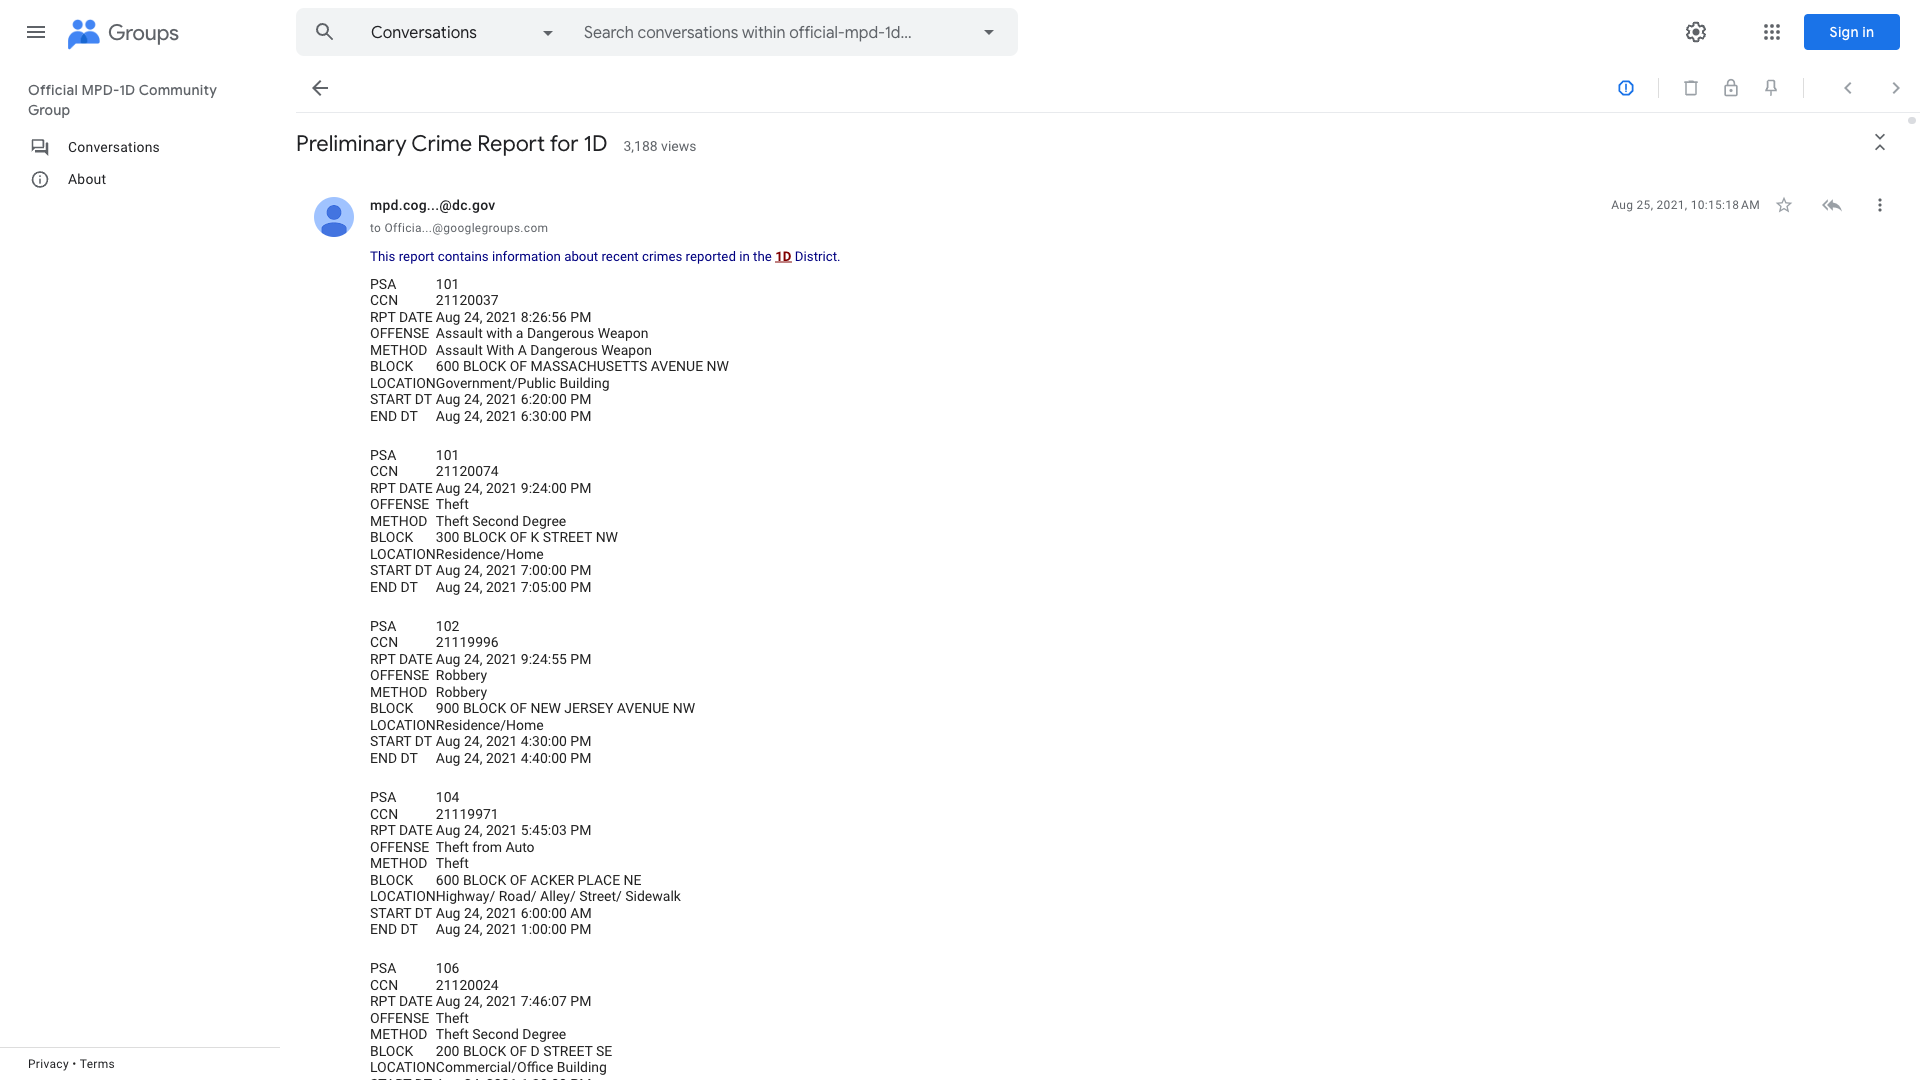 Groups
Conversations
Search conversations within official-mpd-1d...
Sign in
Official MPD-1D Community
Group
Conversations
About
Preliminary Crime Report for 1D 3,188 views
mpd.cog...@dc.gov
Aug 25, 2021, 10:15:18 AM
to Officia...@googlegroups.com
This report contains information about recent crimes reported in the 1D District.
PSA 101
CCN 21120037
RPT DATE Aug 24, 2021 8:26:56 PM
OFFENSE Assault with a Dangerous Weapon
METHOD Assault With A Dangerous Weapon
BLOCK 600 BLOCK OF MASSACHUSETTS AVENUE NW
LOCATION Government/Public Building
START DT Aug 24, 2021 6:20:00 PM
END DT Aug 24, 2021 6:30:00 PM
PSA 101
CCN 21120074
RPT DATE Aug 24, 2021 9:24:00 PM
OFFENSE Theft
METHOD Theft Second Degree
BLOCK 300 BLOCK OF K STREET NW
LOCATION Residence/Home
START DT Aug 24, 2021 7:00:00 PM
END DT Aug 24, 2021 7:05:00 PM
PSA 102
CCN 21119996
RPT DATE Aug 24, 2021 9:24:55 PM
OFFENSE Robbery
METHOD Robbery
BLOCK 900 BLOCK OF NEW JERSEY AVENUE NW
LOCATION Residence/Home
START DT Aug 24, 2021 4:30:00 PM
END DT Aug 24, 2021 4:40:00 PM
PSA 104
CCN 21119971
RPT DATE Aug 24, 2021 5:45:03 PM
OFFENSE Theft from Auto
METHOD Theft
BLOCK 600 BLOCK OF ACKER PLACE NE
LOCATION Highway/ Road/ Alley/ Street/ Sidewalk
START DT Aug 24, 2021 6:00:00 AM
END DT Aug 24, 2021 1:00:00 PM
PSA 106
CCN 21120024
RPT DATE Aug 24, 2021 7:46:07 PM
OFFENSE Theft
METHOD Theft Second Degree
BLOCK 200 BLOCK OF D STREET SE
LOCATION Commercial/Office Building
Privacy • Terms